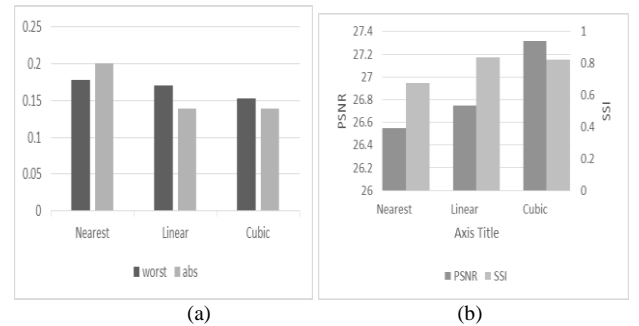 0.25
0.2
0.15
0.1
0.05
0
Nearest Linear Cubic
worst abs
(a)
27.4
27.2
27
26.8
26.6
26.4
26.2
26
PSNR
1
0.8
0.6
0.4
0.2
0
SSI
Nearest Linear Cubic
Axis Title
PSNR SSI
(b)